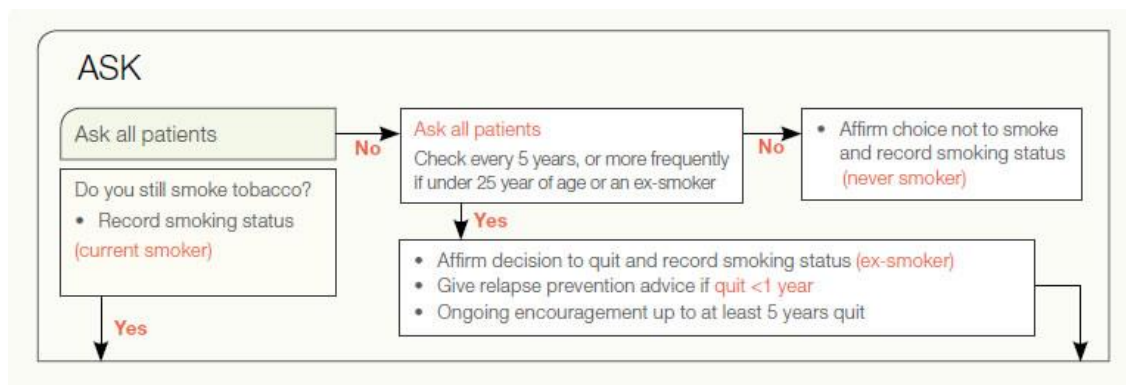 ASK
Ask all patients
No
Do you still smoke tobacco?
• Record smoking status
(current smoker)
Yes
Ask all patients
Check every 5 years, or more frequently
if under 25 year of age or an ex-smoker
No
Yes
• Affirm choice not to smoke
and record smoking status
(never smoker)
• Affirm decision to quit and record smoking status (ex-smoker)
• Give relapse prevention advice if quit <1 year
• Ongoing encouragement up to at least 5 years quit